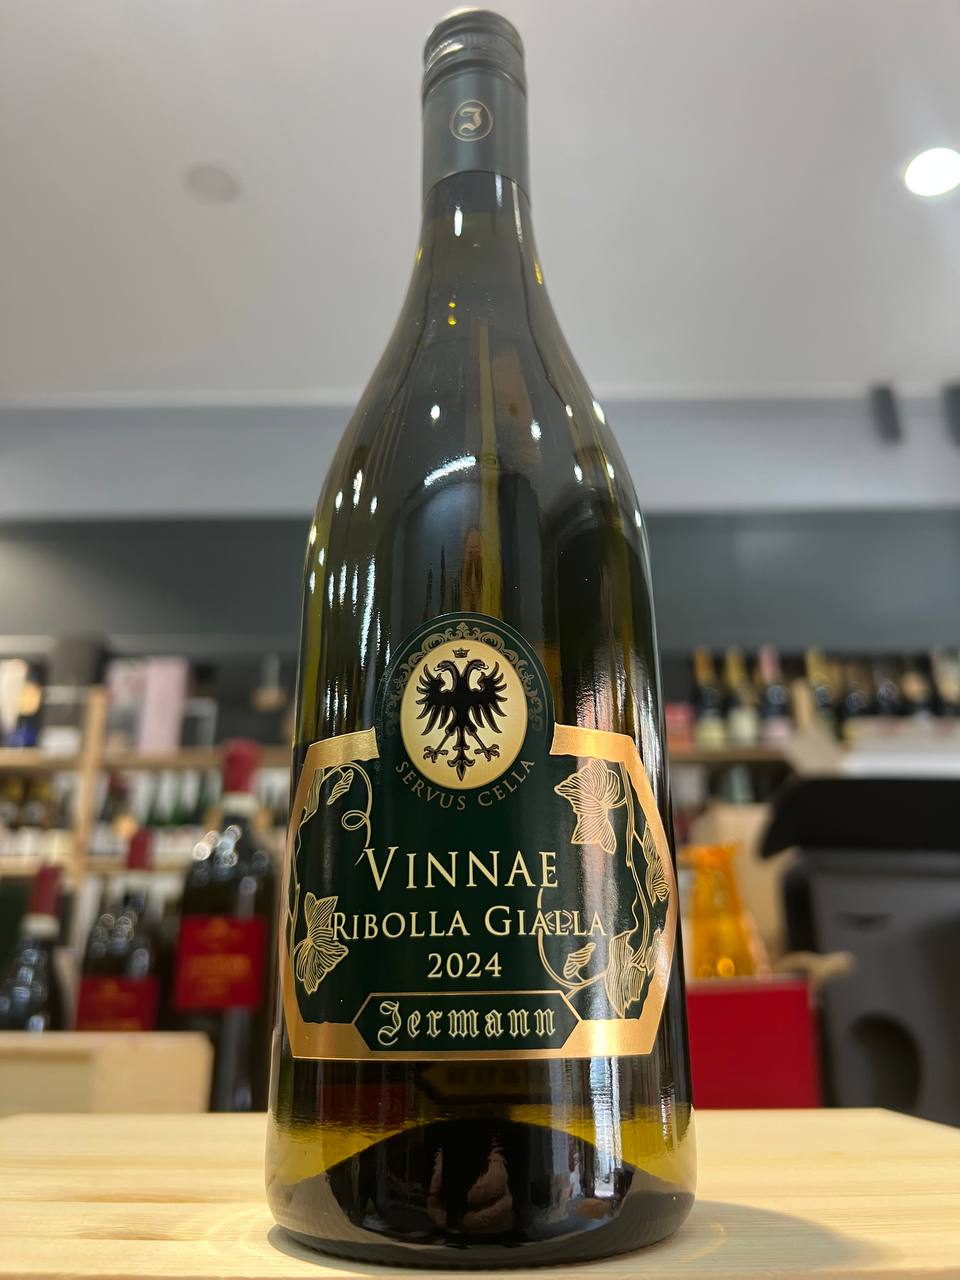 J
SERVUS CELLA
VINNAE
RIBOLLA GIALLA
2024
Jermann